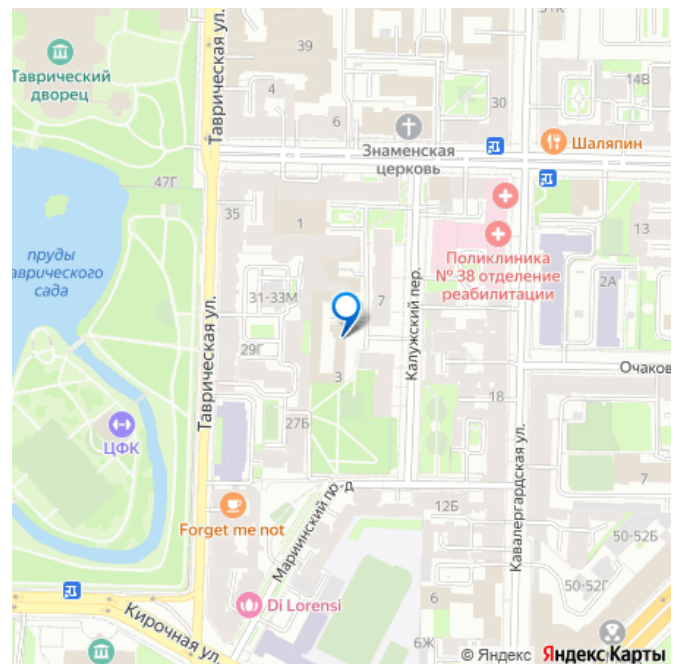 31К
39
Таврический
дворец
Таврическая ул.
4
14В
6
30
Шаляпин
Знаменская
церковь
47Г
35
1
13
пруды
аврического
сада
Поликлиника
№ 38 отделение
реабилитации
2А
31-33М
7
Калужский пер.
Таврическая ул.
29Г
Очаков
3
18
27Б
ЦФК
Кавалергардская ул.
7
Мариинский пр-д
12Б
Forget me not
50-52Б
50-52Г
Di Lorensi
6
Кирочная ул.
6Ж
© Яндекс Яндекс Карты